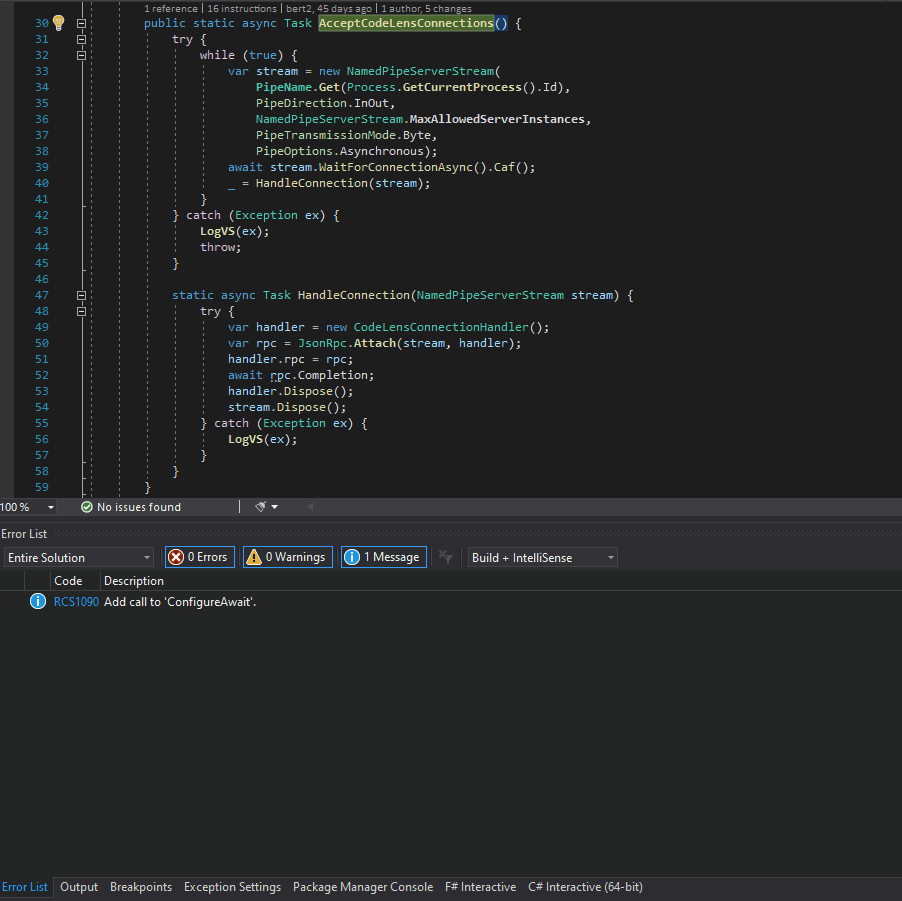 1 reference | 16 instructions | bert2, 45 days ago | 1 author, 5 changes
30 public static async Task AcceptCodeLensConnections() {
31 try {
32 while (true) {
33 var stream = new NamedPipeServerStream(
34 PipeName.Get(Process.GetCurrentProcess().Id),
35 PipeDirection.InOut,
36 NamedPipeServerStream.MaxAllowedServerInstances,
37 PipeTransmissionMode.Byte,
38 PipeOptions.Asynchronous);
39 await stream.WaitForConnectionAsync().Caf();
40 _ = HandleConnection(stream);
41 }
42 } catch (Exception ex) {
43 LogVS(ex);
44 throw;
45 }
46
47 static async Task HandleConnection(NamedPipeServerStream stream) {
48 try {
49 var handler = new CodeLensConnectionHandler();
50 var rpc = JsonRpc.Attach(stream, handler);
51 handler.rpc = rpc;
52 await rpc.Completion;
53 handler.Dispose();
54 stream.Dispose();
55 } catch (Exception ex) {
56 LogVS(ex);
57 }
58 }
59 }
100 % No issues found
Error List
Entire Solution 0 Errors 0 Warnings 1 Message Build + IntelliSense
Code Description
RCS1090 Add call to 'ConfigureAwait'.
Error List Output Breakpoints Exception Settings Package Manager Console F# Interactive C# Interactive (64-bit)